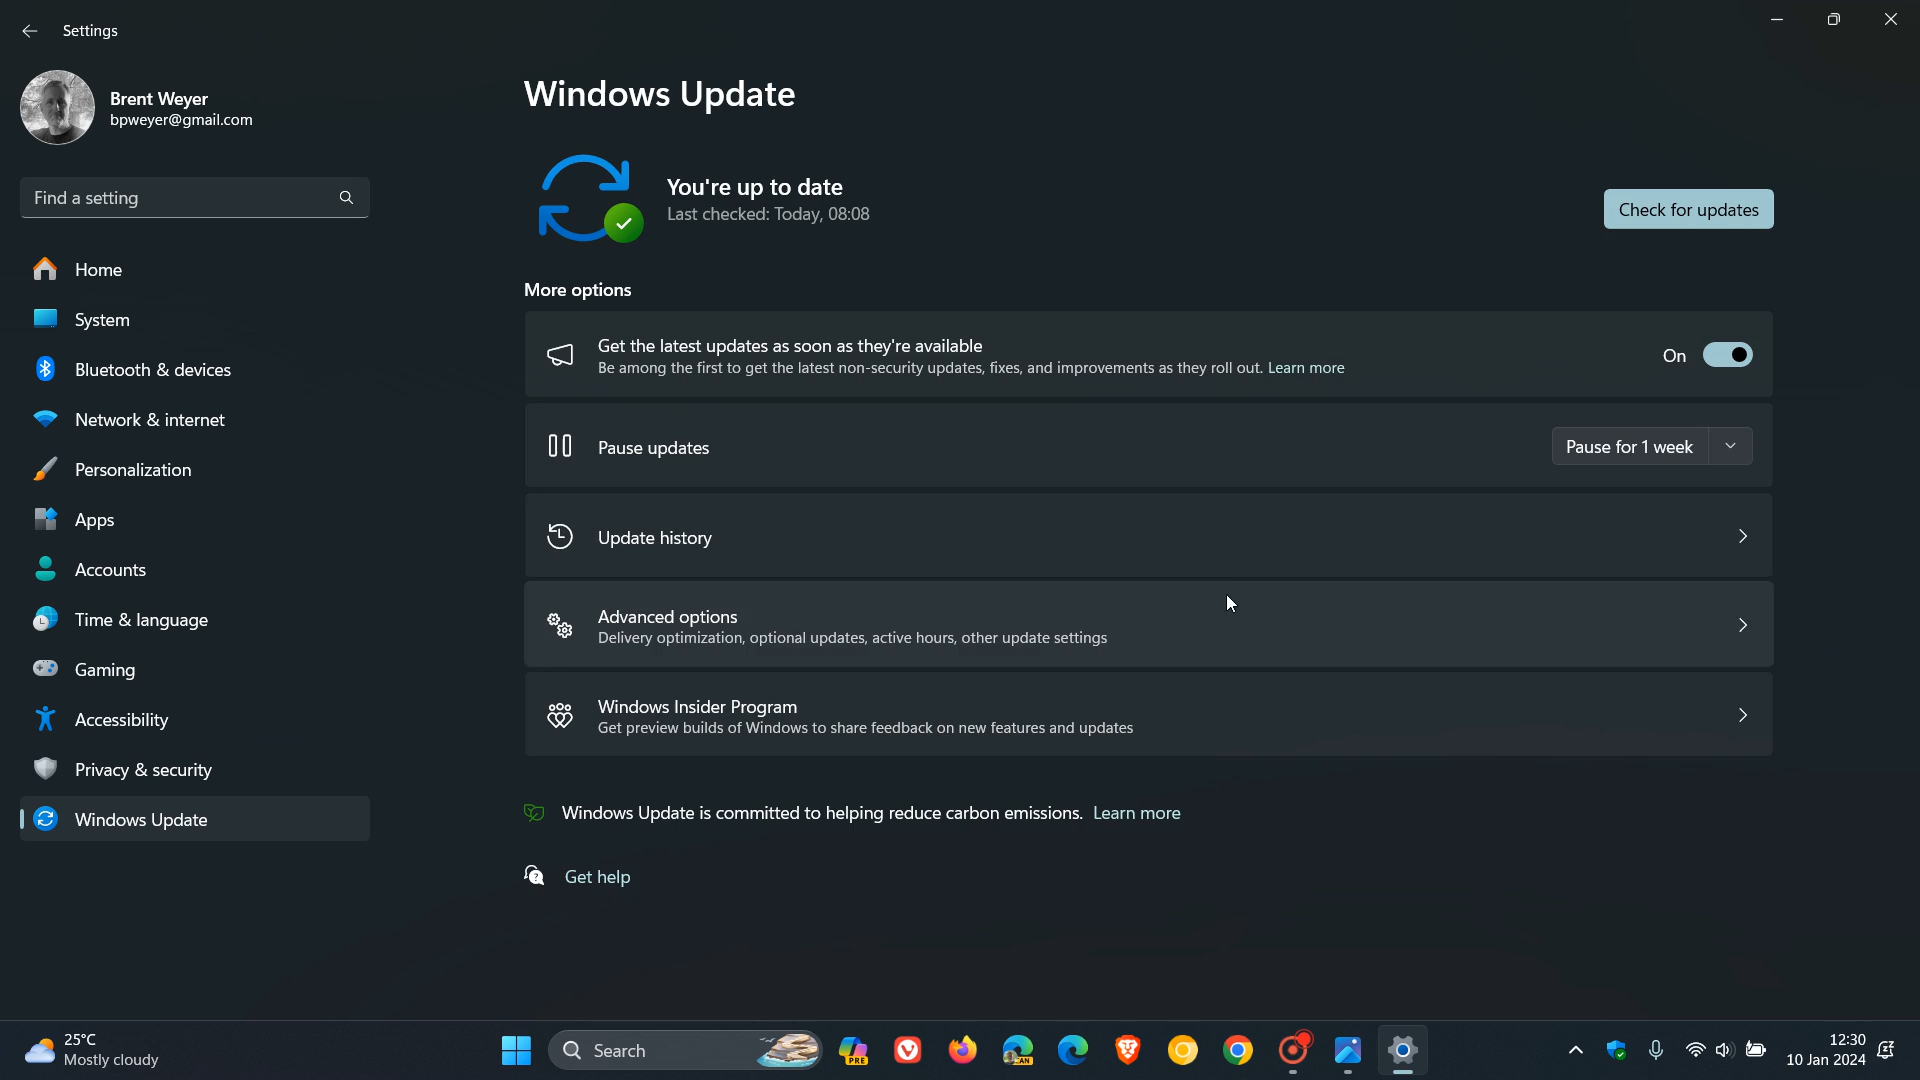 Settings
Brent Weyer
bpweyer@gmail.com
Find a setting
Home
System
Bluetooth & devices
Network & internet
Personalization
Apps
Accounts
Time & language
Gaming
Accessibility
Privacy & security
Windows Update
Windows Update
You're up to date
Last checked: Today, 08:08
Check for updates
More options
Get the latest updates as soon as they're available
Be among the first to get the latest non-security updates, fixes, and improvements as they roll out. Learn more
On
Pause updates
Pause for 1 week
Update history
Advanced options
Delivery optimization, optional updates, active hours, other update settings
Windows Insider Program
Get preview builds of Windows to share feedback on new features and updates
Windows Update is committed to helping reduce carbon emissions. Learn more
Get help
25°C
Mostly cloudy
Search
PRE
CAN
12:30
10 Jan 2024